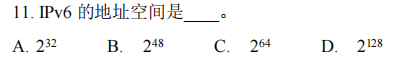 11. IPv6 的地址空间是____。
A. 2³² B. 2⁴⁸ C. 2⁶⁴ D. 2¹²⁸